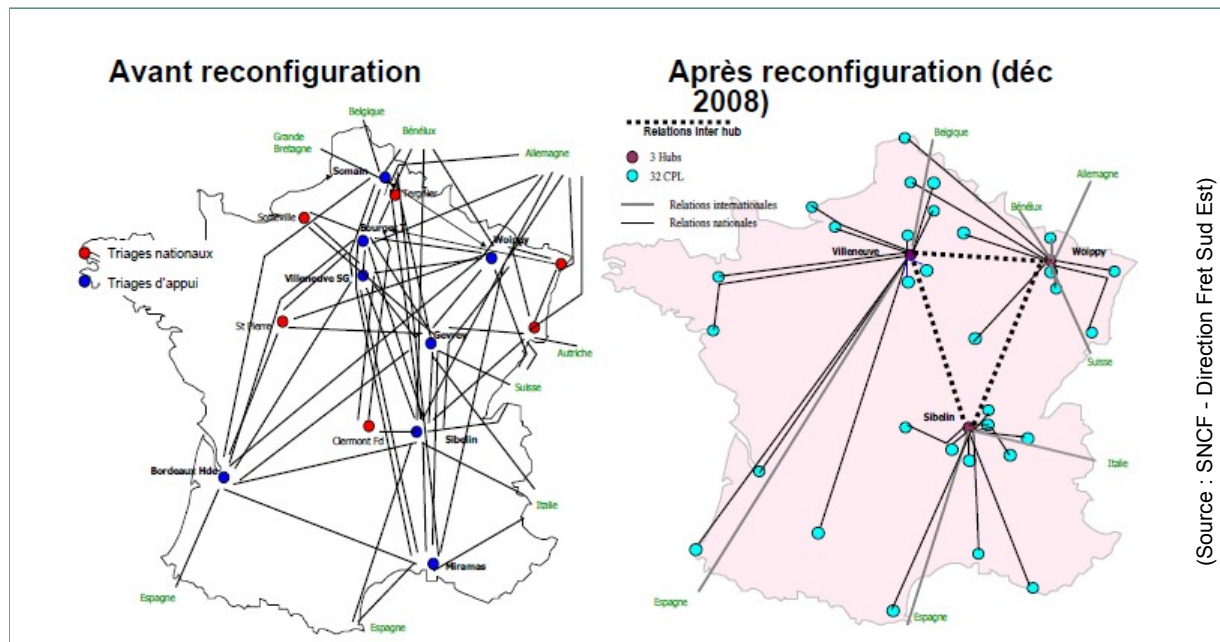 Avant reconfiguration
Belgique
Bénélux
Grande
Bretagne
Allemagne
Somain
Tergnier
Sotteville
Bourget
Woippy
Triages nationaux
Triages d'appui
Villeneuve SG
St Pierre
Gevrey
Autriche
Suisse
Clermont Fd
Sibelin
Bordeaux Hde
Italie
Miramas
Espagne
Espagne
Après reconfiguration (déc
2008)
Relations inter hub
3 Hubs
32 CPL
Relations internationales
Relations nationales
Belgique
Allemagne
Bénélux
Villeneuve
Woippy
Suisse
Sibelin
Italie
Espagne
Espagne
(Source : SNCF - Direction Fret Sud Est)